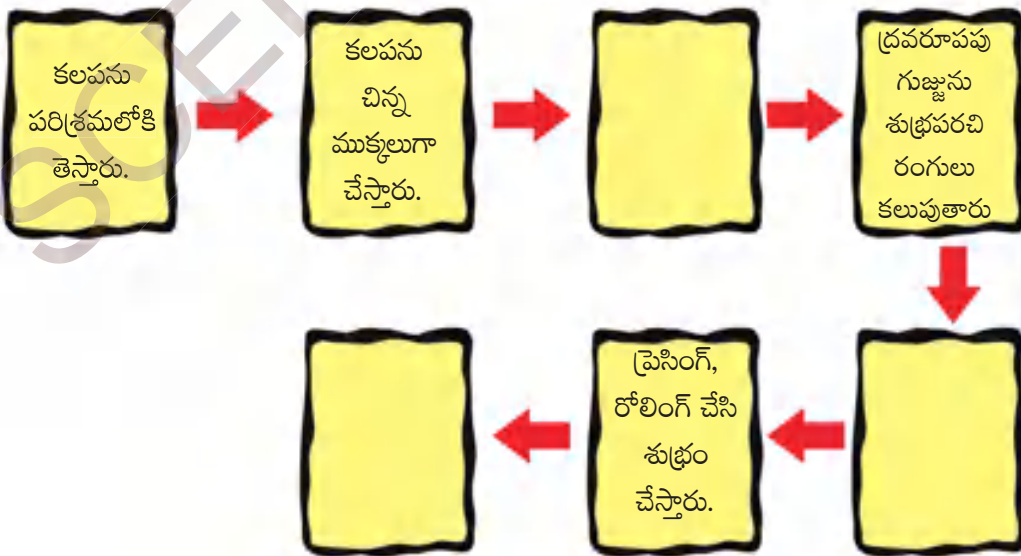 కలపను
పరిశ్రమలోకి
తెస్తారు.
కలపను
చిన్న
ముక్కలుగా
చేస్తారు.
ద్రవరూపపు
గుజ్జును
శుభ్రపరచి
రంగులు
కలుపుతారు
ప్రెసింగ్,
రోలింగ్ చేసి
శుభ్రం
చేస్తారు.